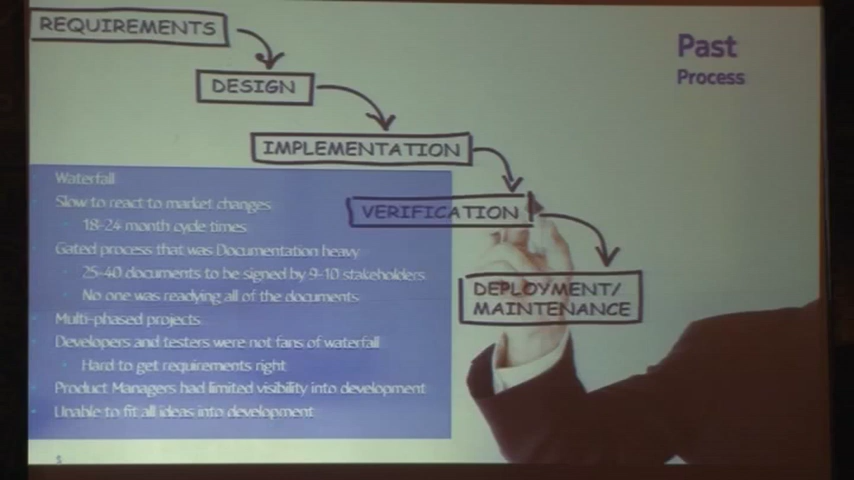 REQUIREMENTS
Past
Process
DESIGN
IMPLEMENTATION
Waterfall
Slow to react to market changes
18-24 month cycle times
VERIFICATION
Gated process that was Documentation heavy
25-40 documents to be signed by 9-10 stakeholders
No one was readying all of the documents
DEPLOYMENT/
MAINTENANCE
Multi-phased projects
Developers and testers were not fans of waterfall
Hard to get requirements right
Product Managers had limited visibility into development
Unable to fit all ideas into development